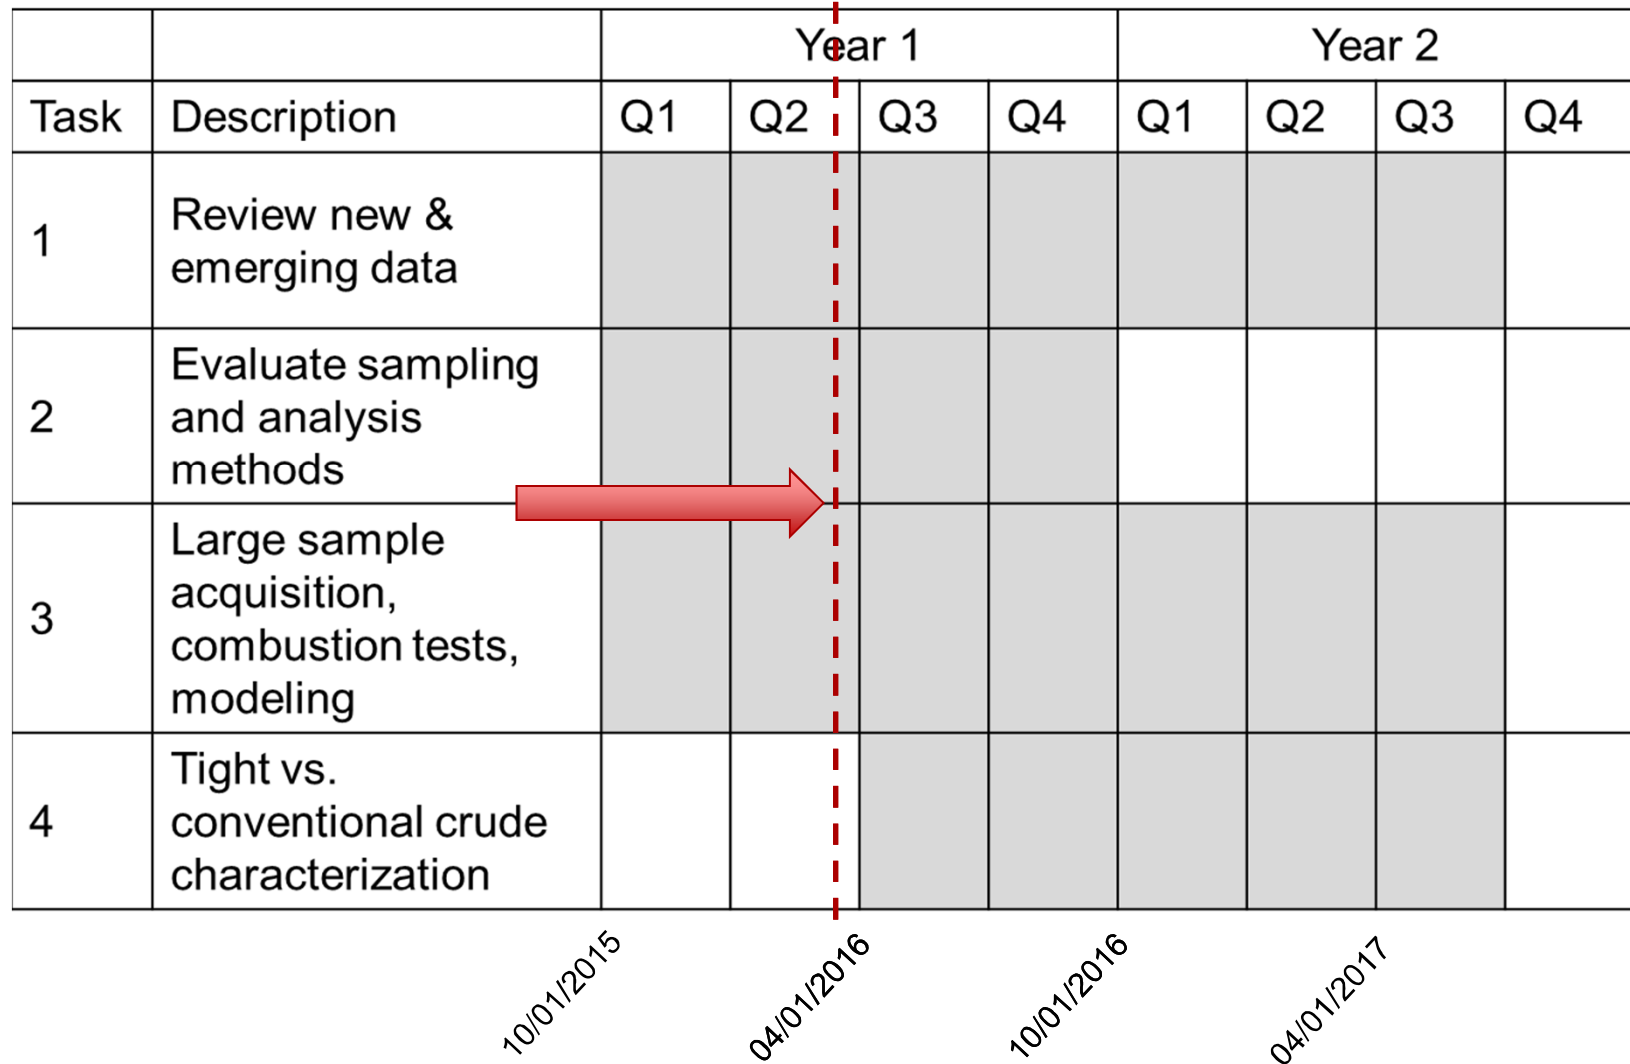 Year 1 Year 2
Task Description Q1 Q2 Q3 Q4 Q1 Q2 Q3 Q4
1
Review new &
emerging data
2
Evaluate sampling
and analysis
methods
3
Large sample
acquisition,
combustion tests,
modeling
4
Tight vs.
conventional crude
characterization
10/01/2015
04/01/2016
10/01/2016
04/01/2017